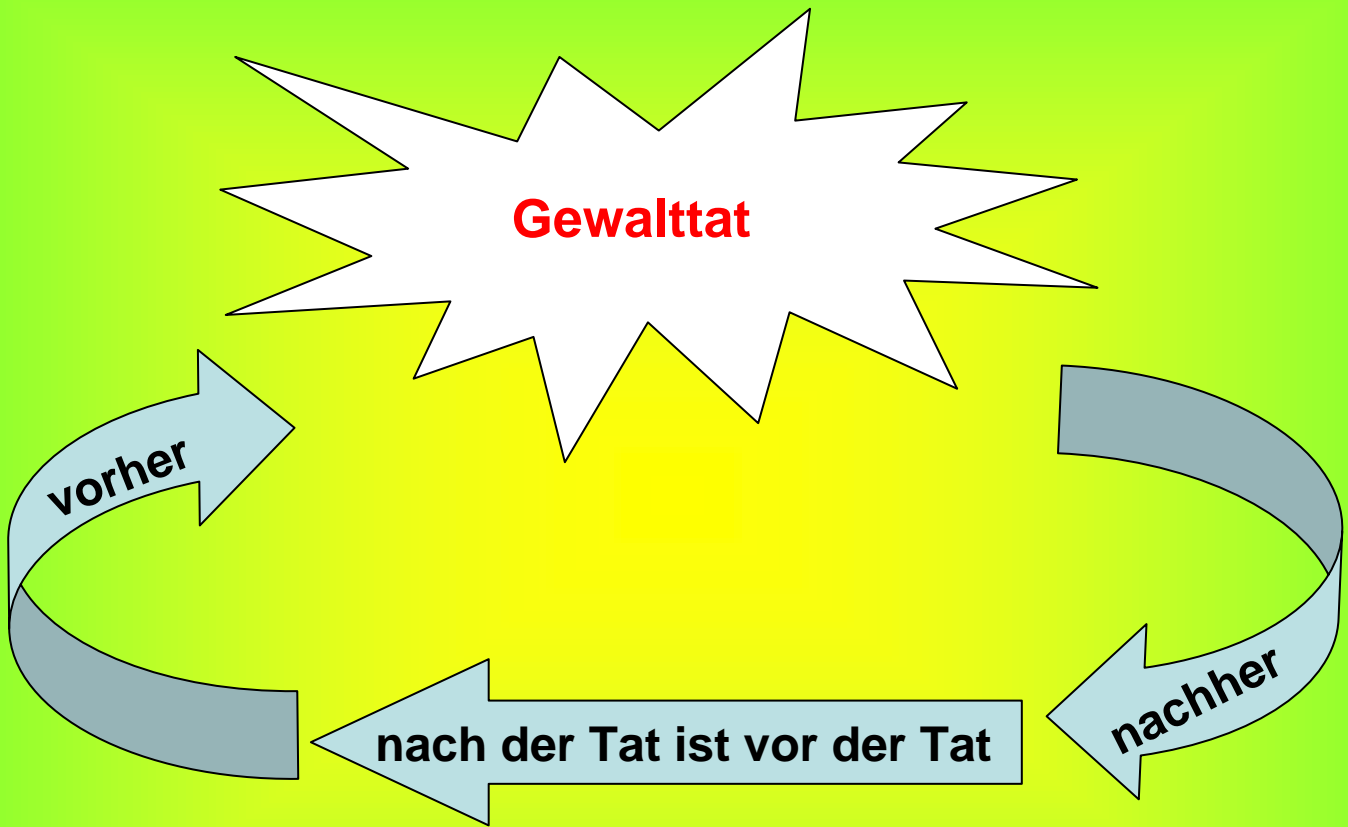 Gewalttat
vorher
nachher
nach der Tat ist vor der Tat